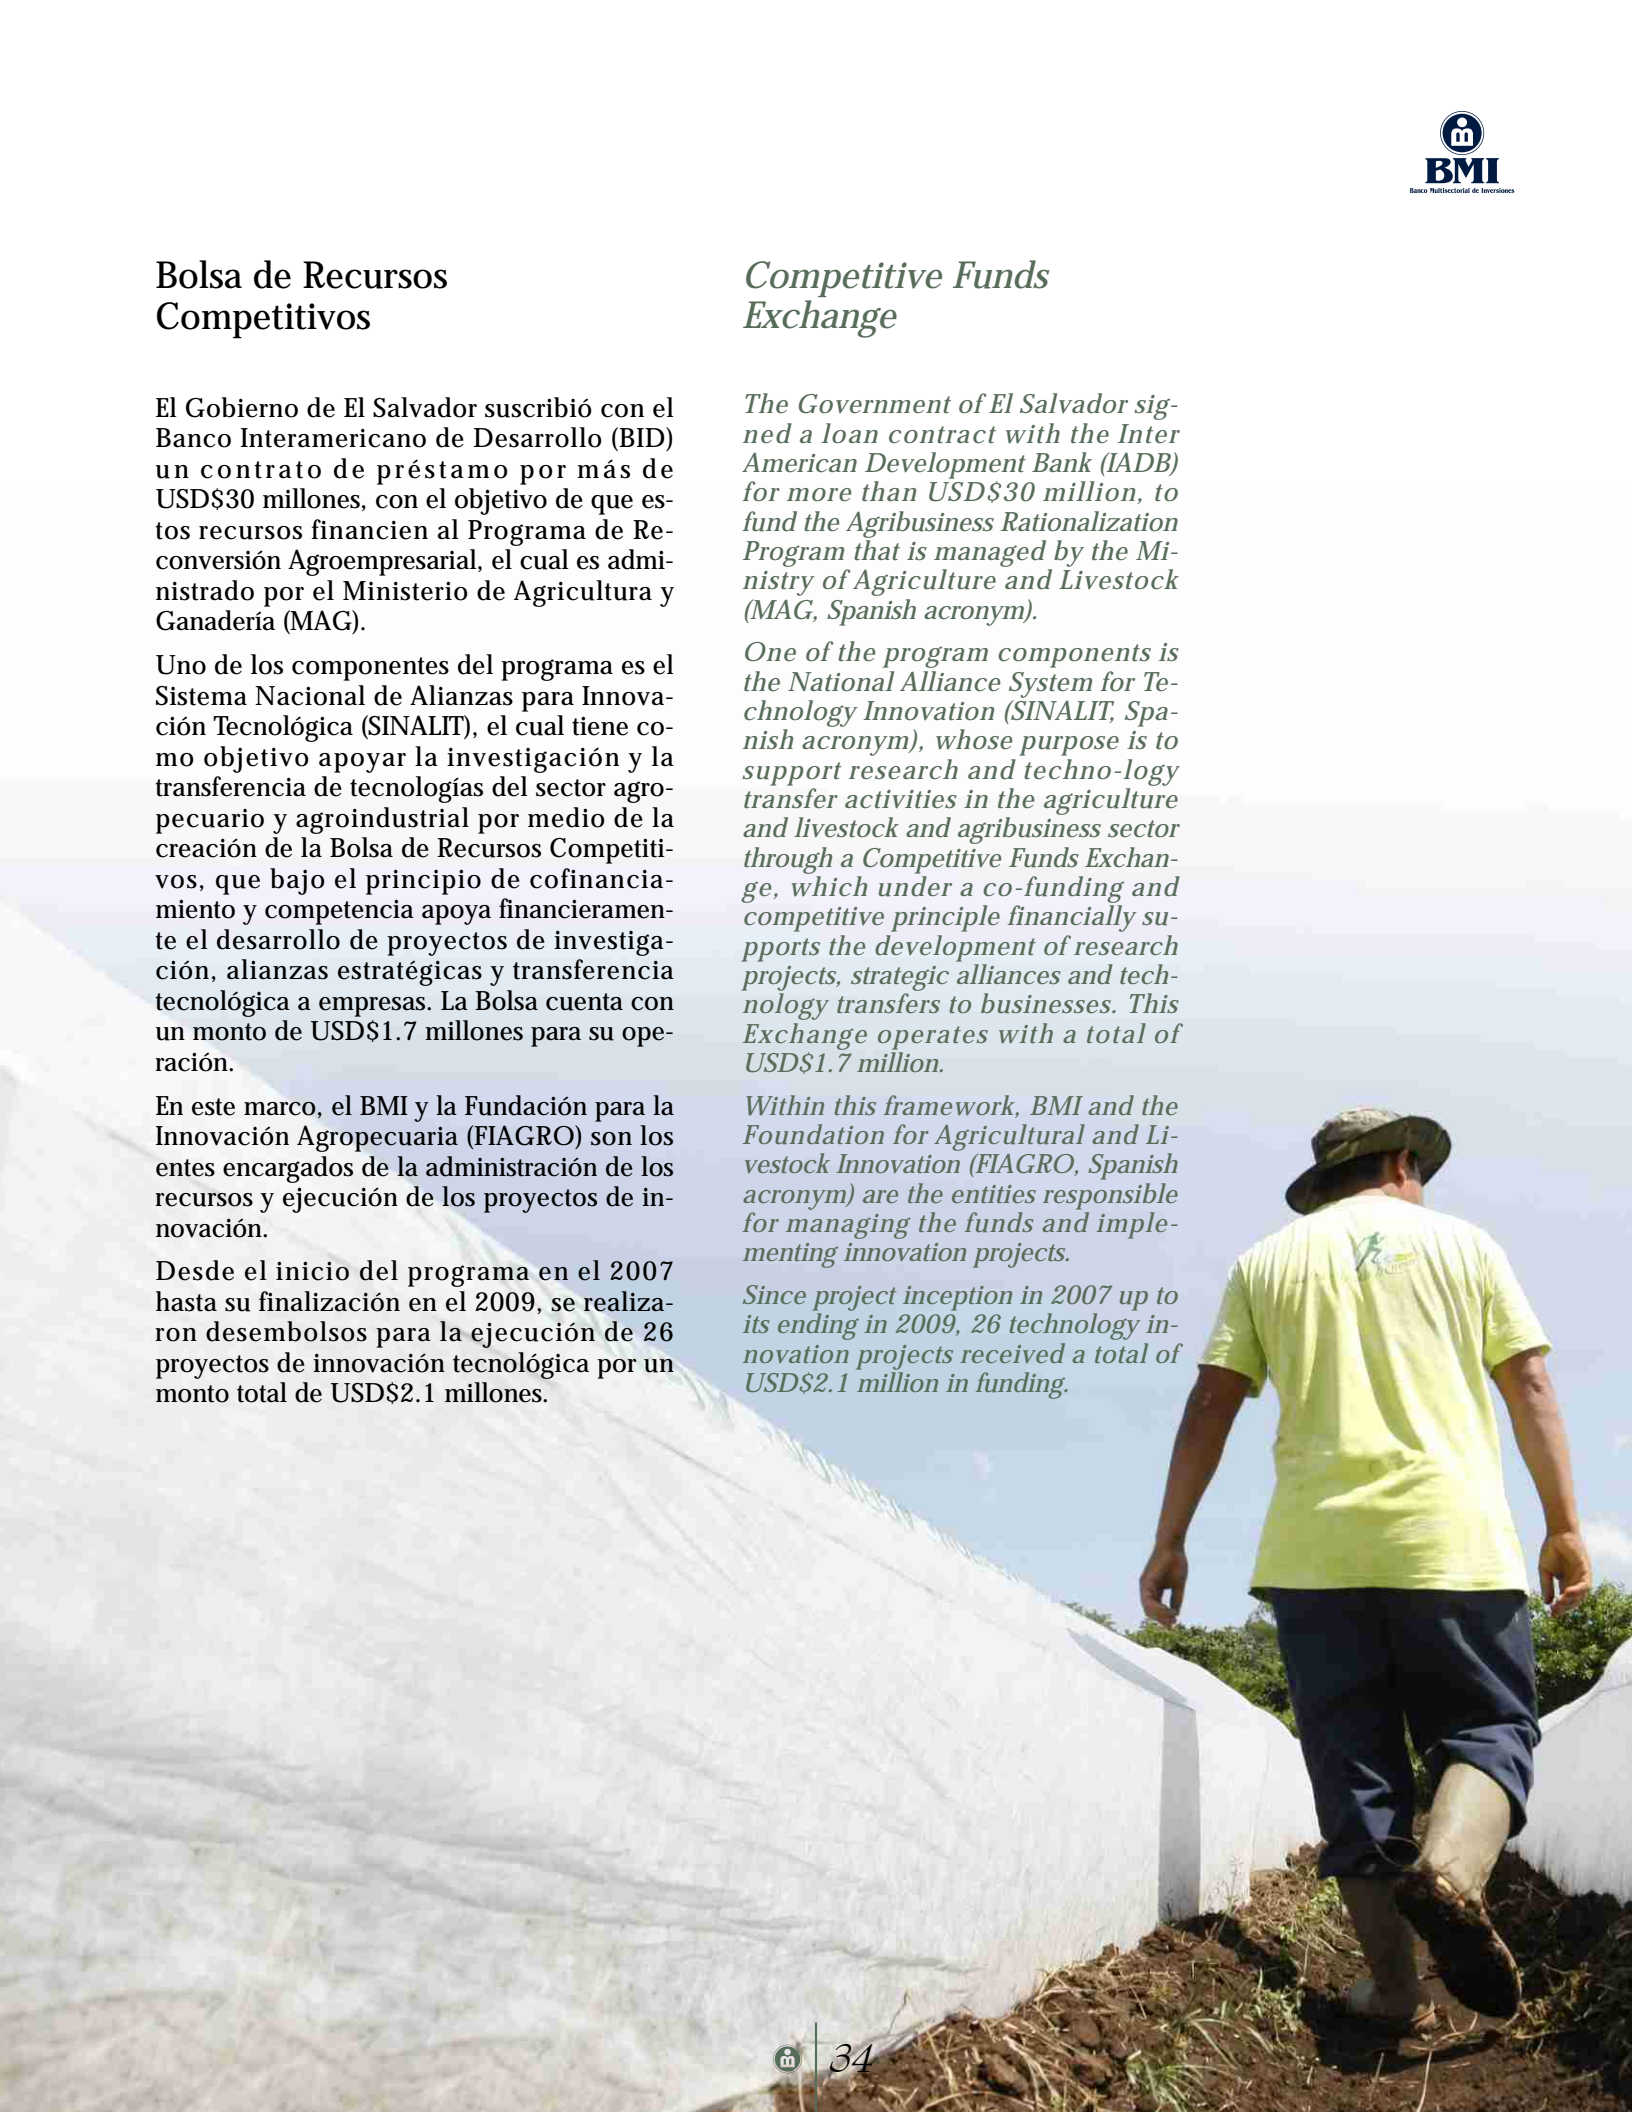 BMI
Banco Multisectorial de Inversiones
Bolsa de Recursos
Competitivos
El Gobierno de El Salvador suscribió con el
Banco Interamericano de Desarrollo (BID)
un contrato de préstamo por más de
USD$30 millones, con el objetivo de que es-
tos recursos financien al Programa de Re-
conversión Agroempresarial, el cual es admi-
nistrado por el Ministerio de Agricultura y
Ganadería (MAG).
Uno de los componentes del programa es el
Sistema Nacional de Alianzas para Innova-
ción Tecnológica (SINALIT), el cual tiene co-
mo objetivo apoyar la investigación y la
transferencia de tecnologías del sector agro-
pecuario y agroindustrial por medio de la
creación de la Bolsa de Recursos Competiti-
vos, que bajo el principio de cofinancia-
miento y competencia apoya financieramen-
te el desarrollo de proyectos de investiga-
ción, alianzas estratégicas y transferencia
tecnológica a empresas. La Bolsa cuenta con
un monto de USD$1.7 millones para su ope-
ración.
En este marco, el BMI y la Fundación para la
Innovación Agropecuaria (FIAGRO) son los
entes encargados de la administración de los
recursos y ejecución de los proyectos de in-
novación.
Desde el inicio del programa en el 2007
hasta su finalización en el 2009, se realiza-
ron desembolsos para la ejecución de 26
proyectos de innovación tecnológica por un
monto total de USD$2.1 millones.
Competitive Funds
Exchange
The Government of El Salvador sig-
ned a loan contract with the Inter
American Development Bank (IADB)
for more than USD$30 million, to
fund the Agribusiness Rationalization
Program that is managed by the Mi-
nistry of Agriculture and Livestock
(MAG, Spanish acronym).
One of the program components is
the National Alliance System for Te-
chnology Innovation (SINALIT, Spa-
nish acronym), whose purpose is to
support research and techno-logy
transfer activities in the agriculture
and livestock and agribusiness sector
through a Competitive Funds Exchan-
ge, which under a co-funding and
competitive principle financially su-
pports the development of research
projects, strategic alliances and tech-
nology transfers to businesses. This
Exchange operates with a total of
USD$1.7 million.
Within this framework, BMI and the
Foundation for Agricultural and Li-
vestock Innovation (FIAGRO, Spanish
acronym) are the entities responsible
for managing the funds and imple-
menting innovation projects.
Since project inception in 2007 up to
its ending in 2009, 26 technology in-
novation projects received a total of
USD$2.1 million in funding.
34